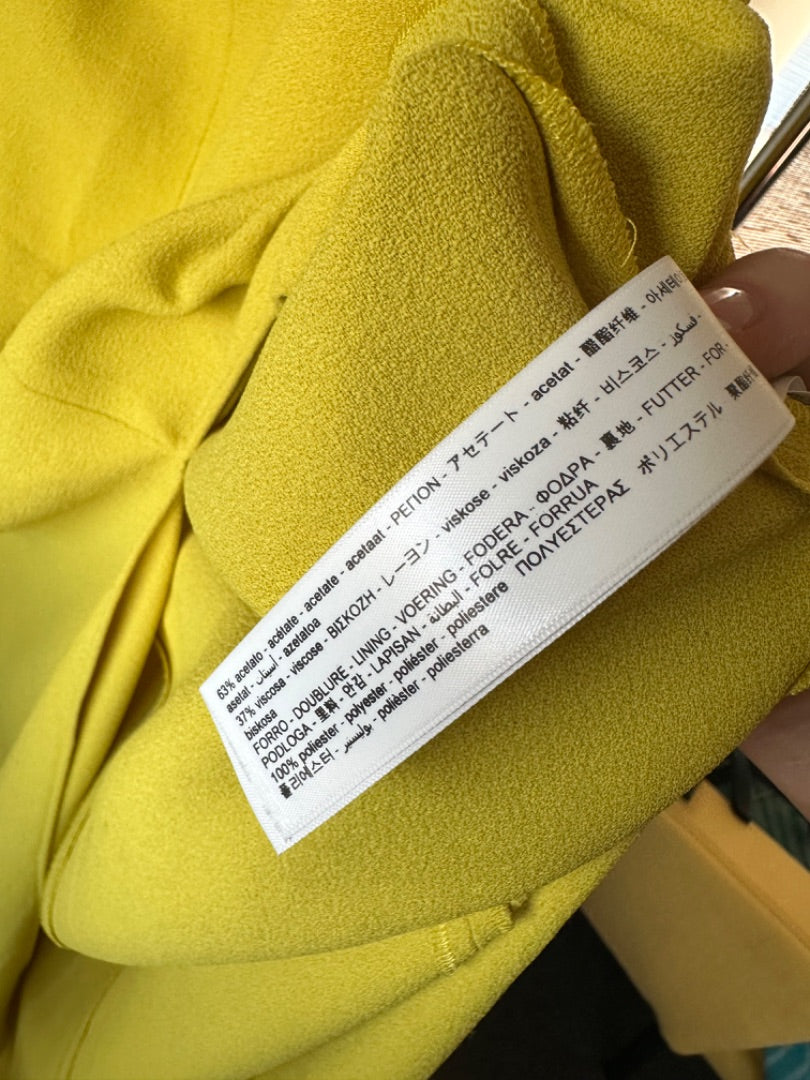 63% acetato - acétate - acetate - acetaat - ΡΕΠΙΟΝ - アセテート - acetat - 醋酯纤维 - 아세테이
asetat - أسيتات - azetatoa
37% viscosa - viscose - ΒΙΣΚΟΖΗ - レーヨン - viskose - viskoza - 粘纤 - 비스코스 - فسكوز -
biskosa
FORRO - DOUBLURE - LINING - VOERING - FODERA - ΦΟΔΡΑ - 裏地 - FUTTER - FOR-
PODLOGA - 里料 - 안감 - LAPISAN - البطانة - FOLRE - FORRUA
100% poliester - polyester - poliéster - poliestere ΠΟΛΥΕΣΤΕΡΑΣ ポリエステル 聚酯纤
폴리에스터 - بوليستر - polièster - poliesterra